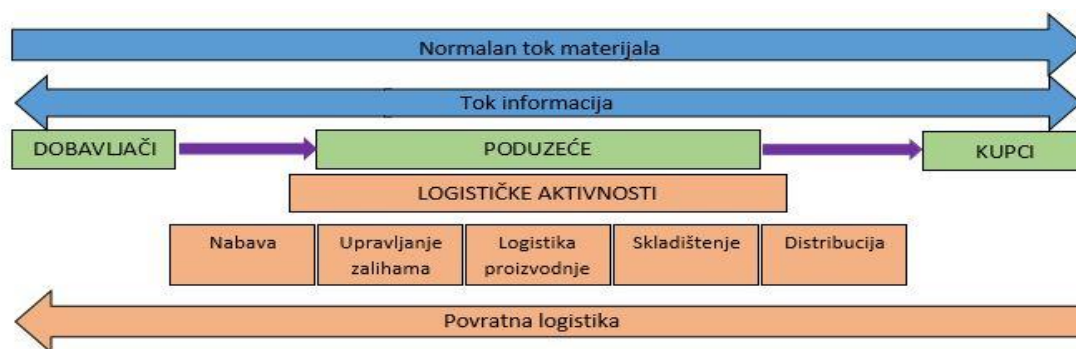 Normalan tok materijala
Tok informacija
DOBAVLJAČI
PODUZEĆE
KUPCI
LOGISTIČKE AKTIVNOSTI
Nabava
Upravljanje
zalihama
Logistika
proizvodnje
Skladištenje
Distribucija
Povratna logistika